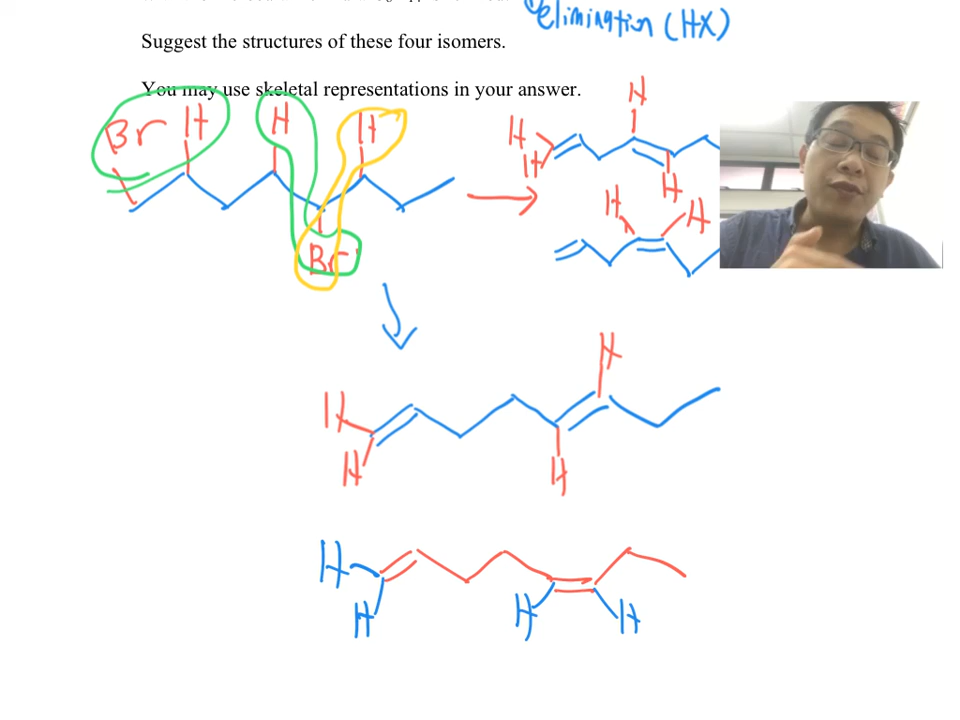 elimination (HX)
Suggest the structures of these four isomers.
You may use skeletal representations in your answer.
Br H H H
Br
H H H H
H H
H H
H H
H H
H
H H H